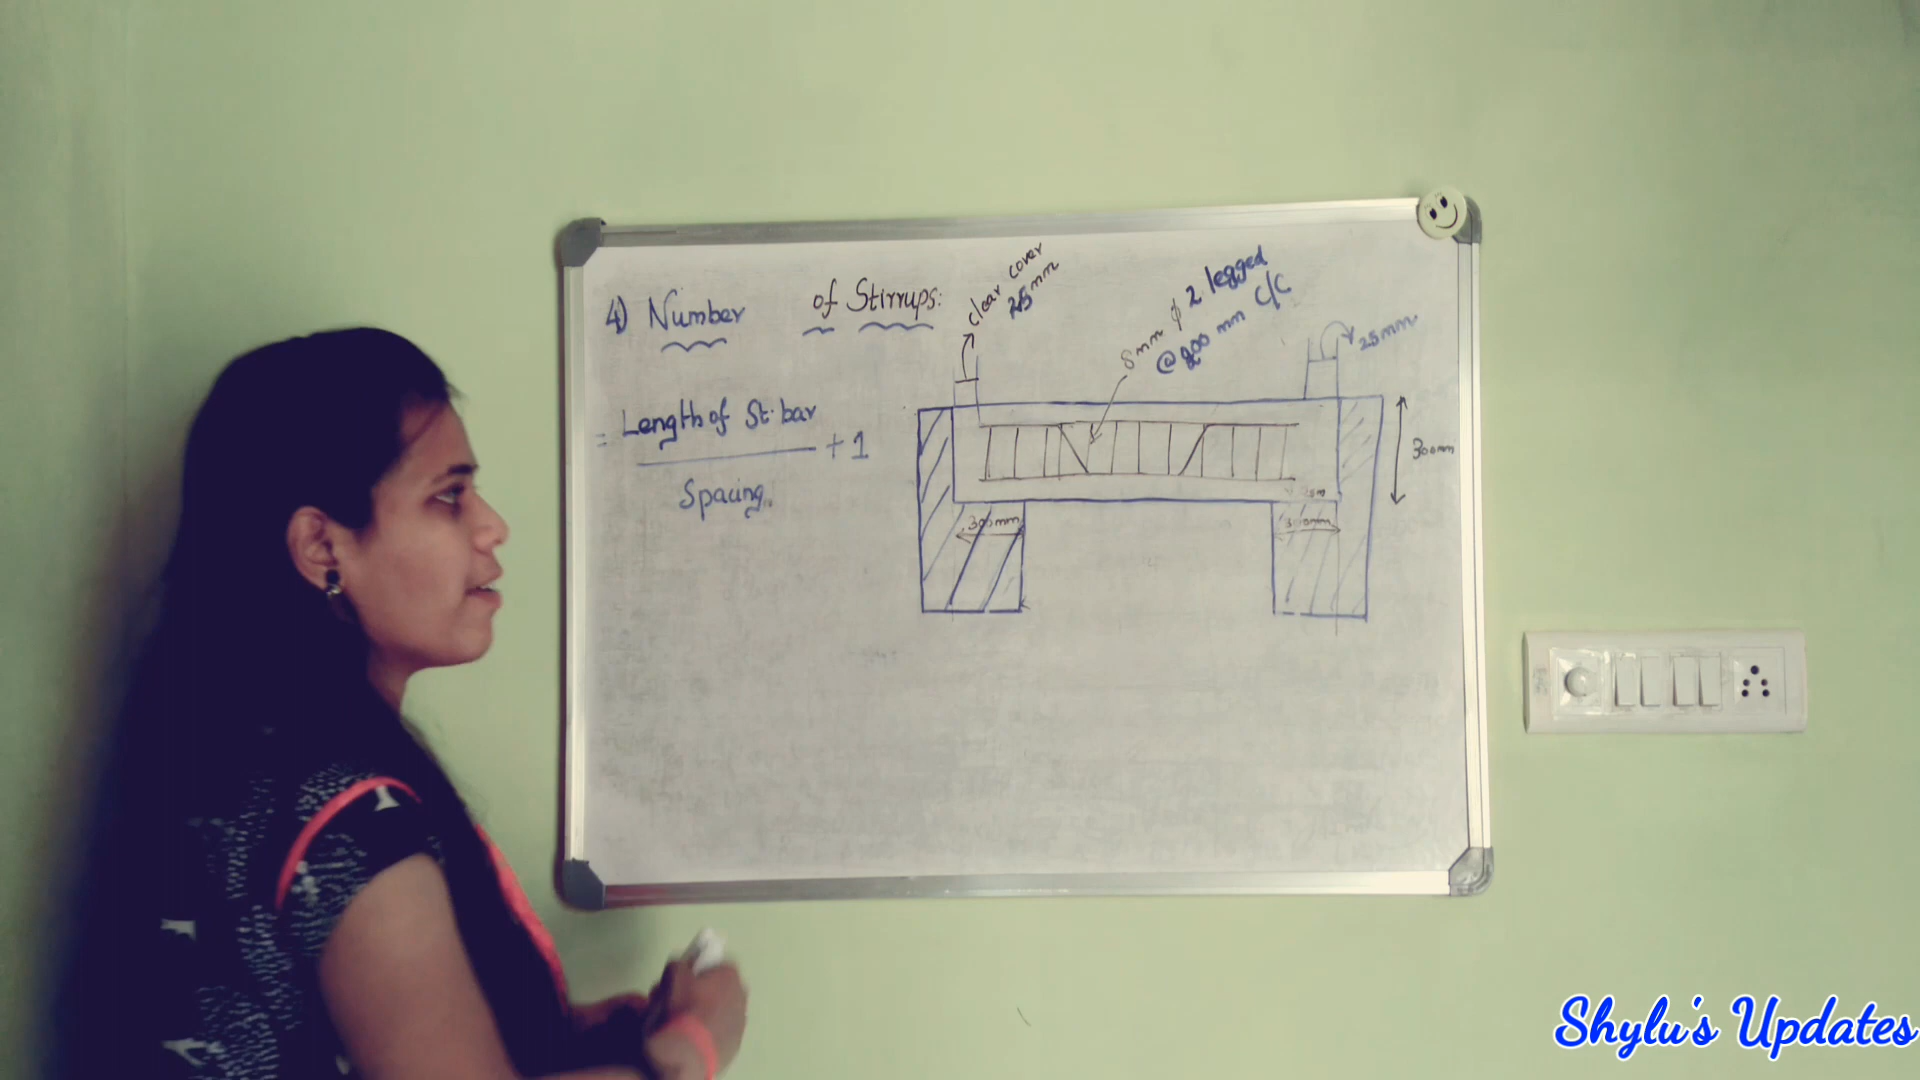 4) Number of Stirrups:
= Length of St. bar
+ 1
Spacing.
clear cover
25mm
8mm ϕ 2 legged
@ 200 mm c/c
25mm
300mm
300mm
300mm
Shylu's Updates